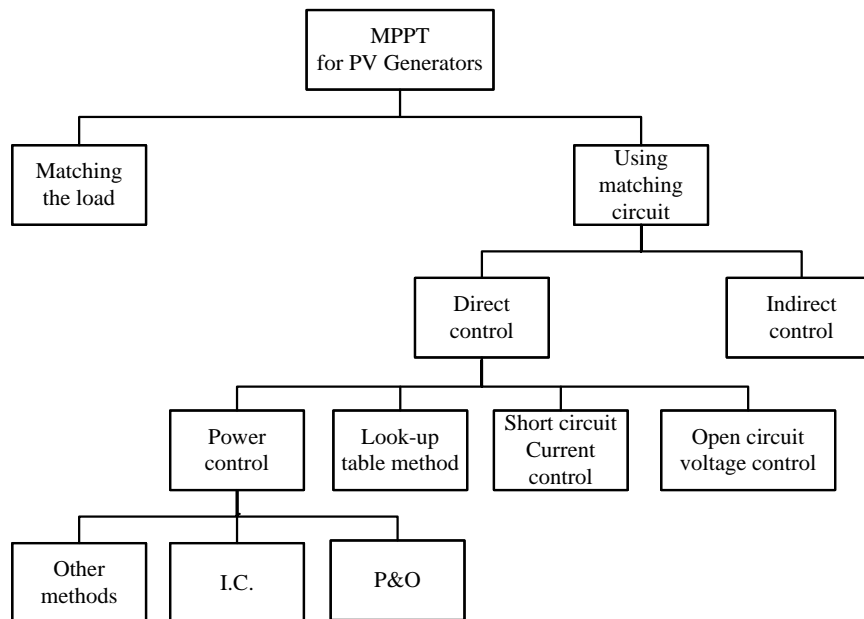 MPPT
for PV Generators
Matching
the load
Using
matching
circuit
Direct
control
Indirect
control
Power
control
Look-up
table method
Short circuit
Current
control
Open circuit
voltage control
Other
methods
I.C.
P&O